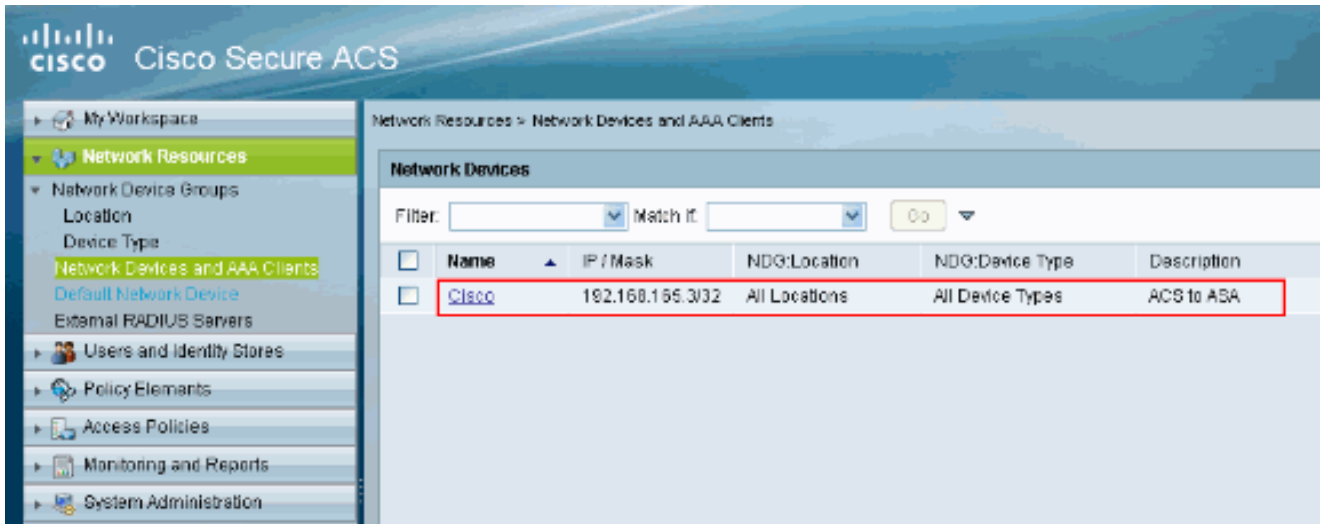 CISCO Cisco Secure ACS
My Workspace
Network Resources
Network Device Groups
Location
Device Type
Network Devices and AAA Clients
Default Network Device
External RADIUS Servers
Users and Identity Stores
Policy Elements
Access Policies
Monitoring and Reports
System Administration
Network Resources > Network Devices and AAA Clients
Network Devices
Filter: Match if: Go
Name IP / Mask NDG:Location NDG:Device Type Description
Cisco 192.168.165.3/32 All Locations All Device Types ACS to ASA